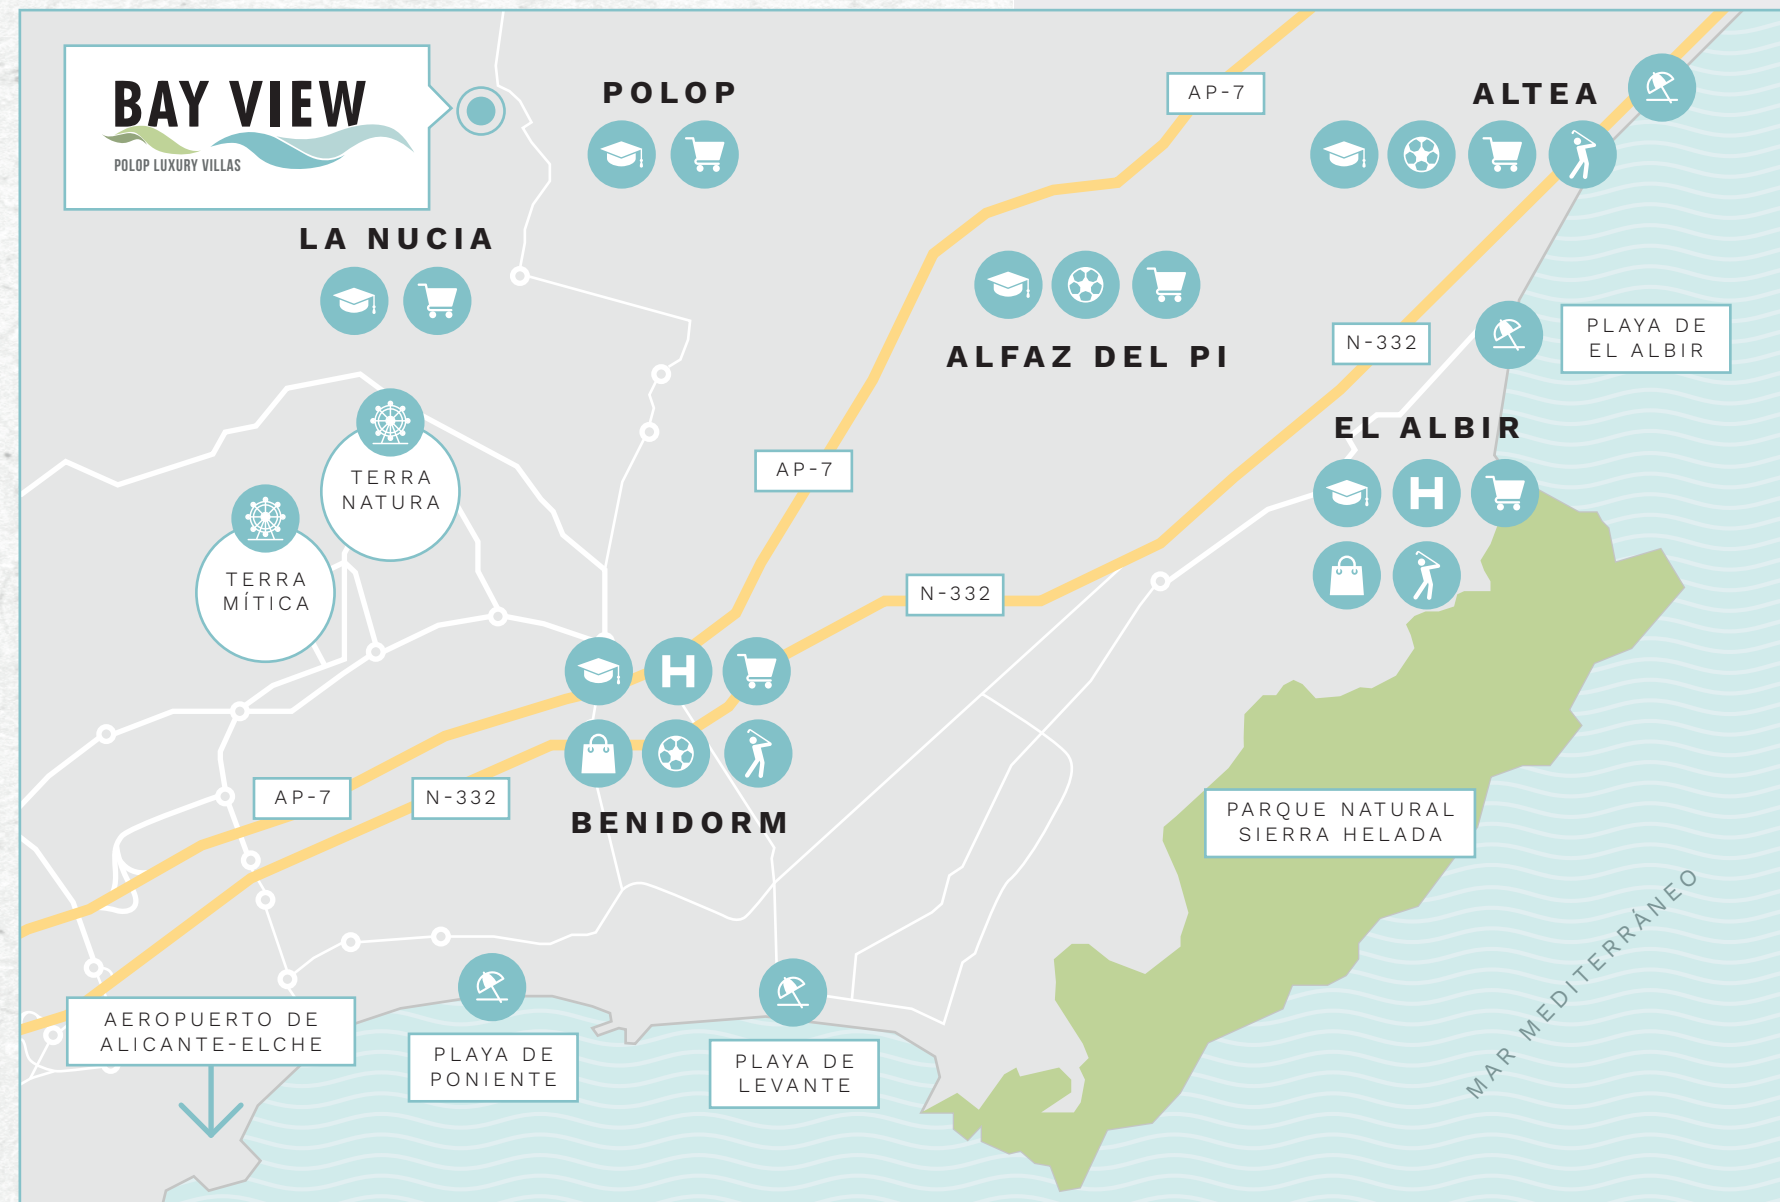 BAY VIEW
POLOP LUXURY VILLAS
POLOP
AP-7
ALTEA
LA NUCIA
ALFAZ DEL PI
N-332
PLAYA DE
EL ALBIR
EL ALBIR
H
AP-7
TERRA
NATURA
TERRA
MÍTICA
N-332
H
AP-7
N-332
BENIDORM
PARQUE NATURAL
SIERRA HELADA
MAR MEDITERRÁNEO
AEROPUERTO DE
ALICANTE-ELCHE
PLAYA DE
PONIENTE
PLAYA DE
LEVANTE